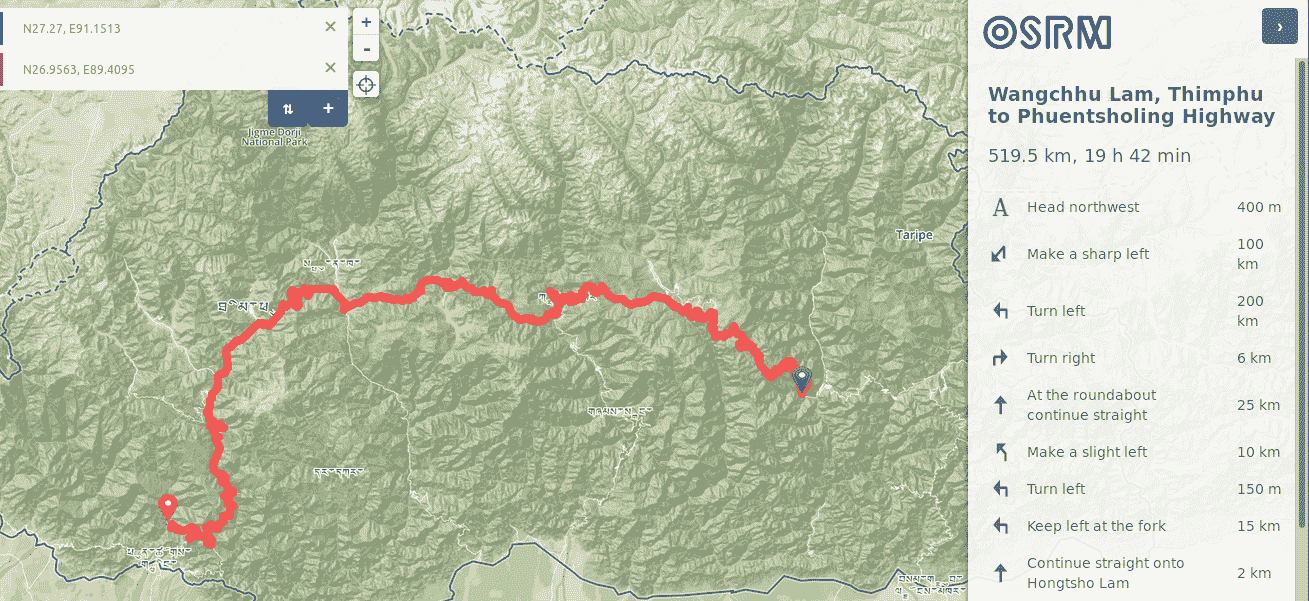 N27.27, E91.1513
N26.9563, E89.4095
+
-
+
Jigme Dorji
National Park
Taripe
OSRM
Wangchhu Lam, Thimphu
to Phuentsholing Highway
519.5 km, 19 h 42 min
A Head northwest 400 m
Make a sharp left 100
km
Turn left 200
km
Turn right 6 km
At the roundabout
continue straight 25 km
Make a slight left 10 km
Turn left 150 m
Keep left at the fork 15 km
Continue straight onto
Hongtsho Lam 2 km